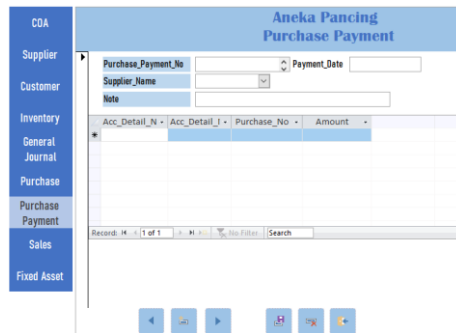 COA
Supplier
Customer
Inventory
General
Journal
Purchase
Purchase
Payment
Sales
Fixed Asset
Aneka Pancing
Purchase Payment
Purchase_Payment_No
Payment_Date
Supplier_Name
Note
Acc_Detail_N Acc_Detail_I Purchase_No Amount
Record: 1 of 1 No Filter Search